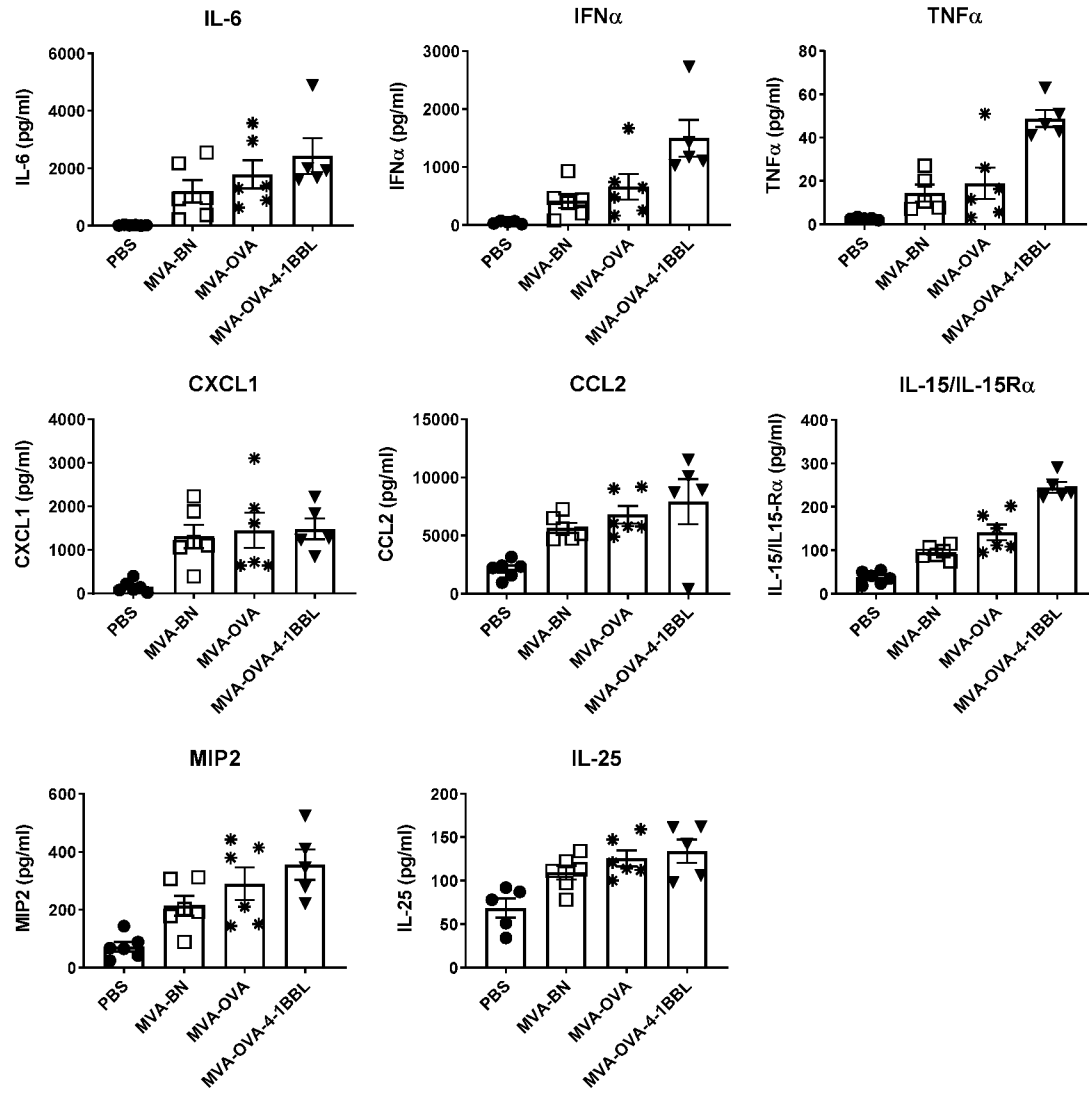 IL-6
IL-6 (pg/ml)
6000
4000
2000
0
PBS
MVA-BN
MVA-OVA
MVA-OVA-4-1BBL
IFNα
IFNα (pg/ml)
3000
2000
1000
0
PBS
MVA-BN
MVA-OVA
MVA-OVA-4-1BBL
TNFα
TNFα (pg/ml)
80
60
40
20
0
PBS
MVA-BN
MVA-OVA
MVA-OVA-4-1BBL
CXCL1
CXCL1 (pg/ml)
4000
3000
2000
1000
0
PBS
MVA-BN
MVA-OVA
MVA-OVA-4-1BBL
CCL2
CCL2 (pg/ml)
15000
10000
5000
0
PBS
MVA-BN
MVA-OVA
MVA-OVA-4-1BBL
IL-15/IL-15Rα
IL-15/IL15-Rα (pg/ml)
400
300
200
100
0
PBS
MVA-BN
MVA-OVA
MVA-OVA-4-1BBL
MIP2
MIP2 (pg/ml)
600
400
200
0
PBS
MVA-BN
MVA-OVA
MVA-OVA-4-1BBL
IL-25
IL-25 (pg/ml)
200
150
100
50
0
PBS
MVA-BN
MVA-OVA
MVA-OVA-4-1BBL